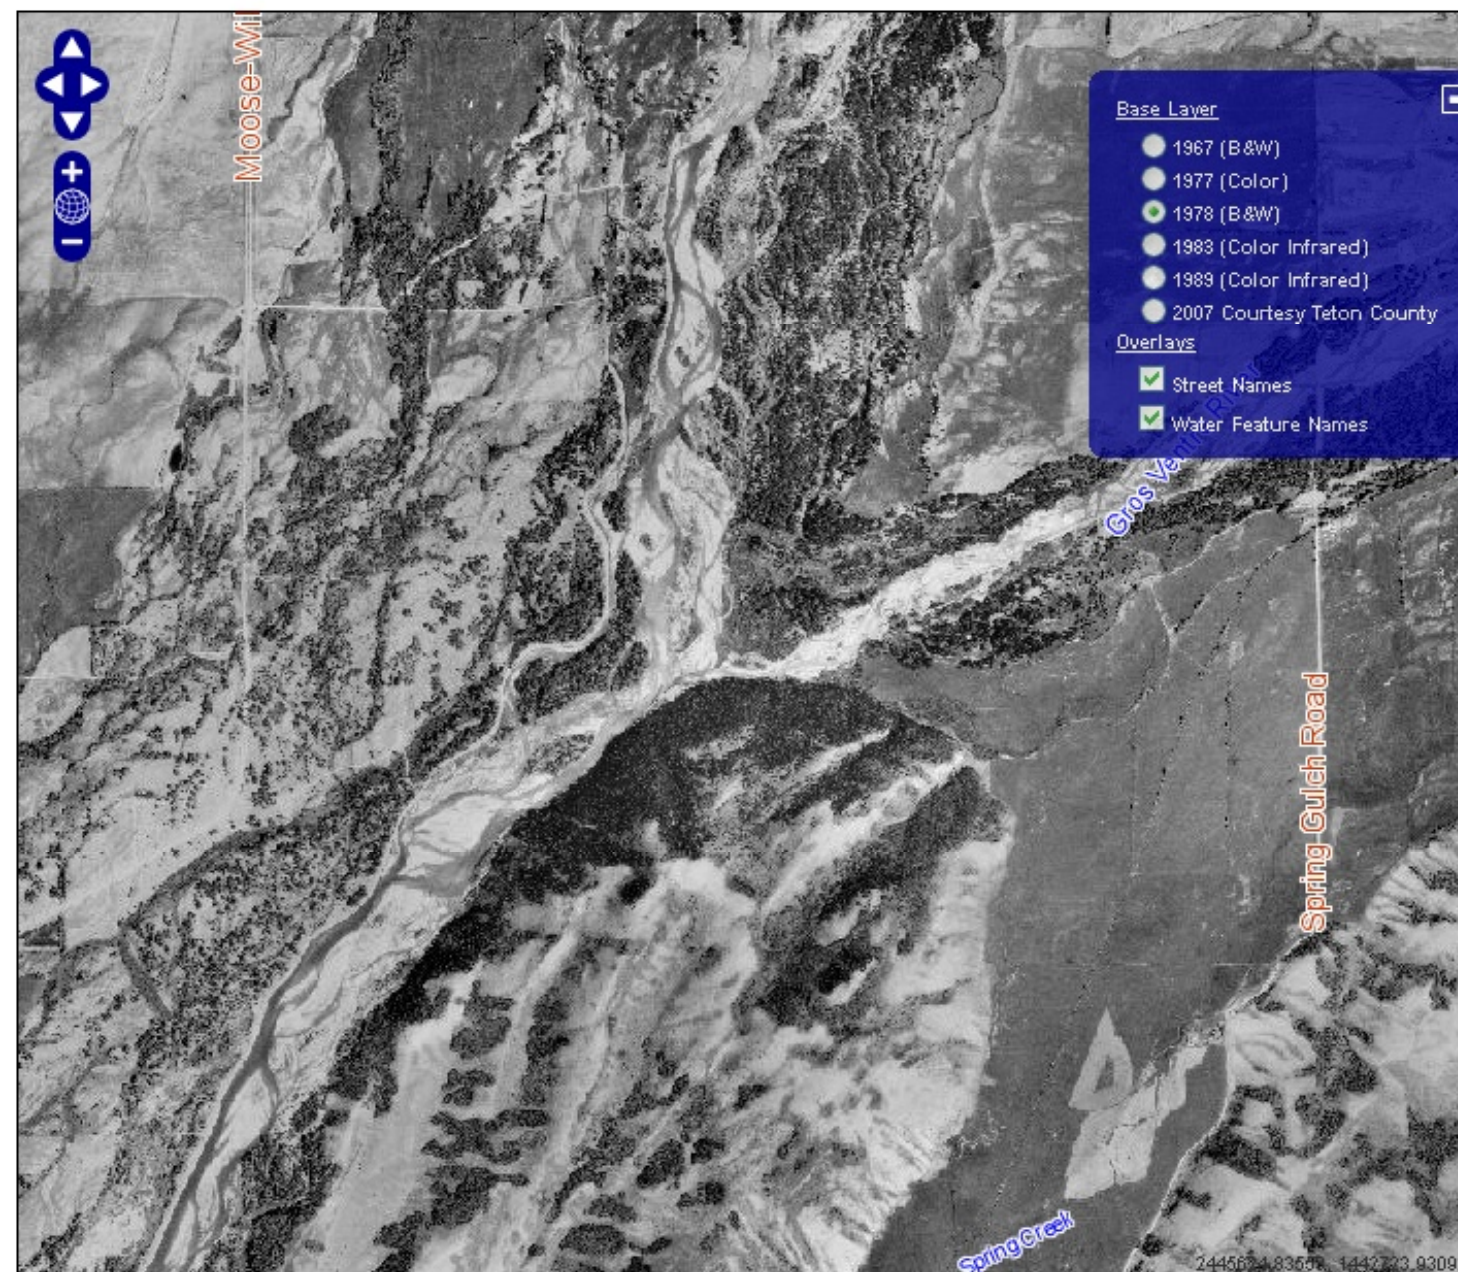 Moose-Wil
Base Layer
1967 (B&W)
1977 (Color)
1978 (B&W)
1983 (Color Infrared)
1989 (Color Infrared)
2007 Courtesy Teton County
Overlays
Street Names
Water Feature Names
Gros Ventre River
Spring Gulch Road
Spring Creek